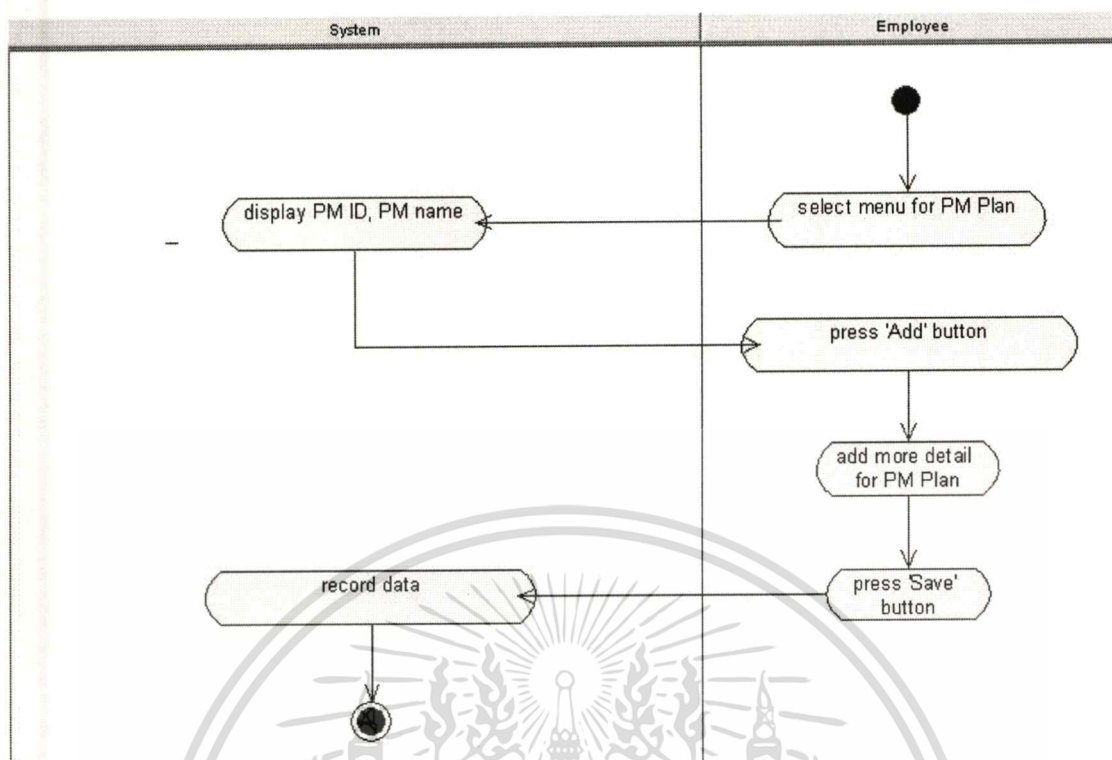 System
Employee
select menu for PM Plan
display PM ID, PM name
press 'Add' button
add more detail
for PM Plan
press 'Save'
button
record data